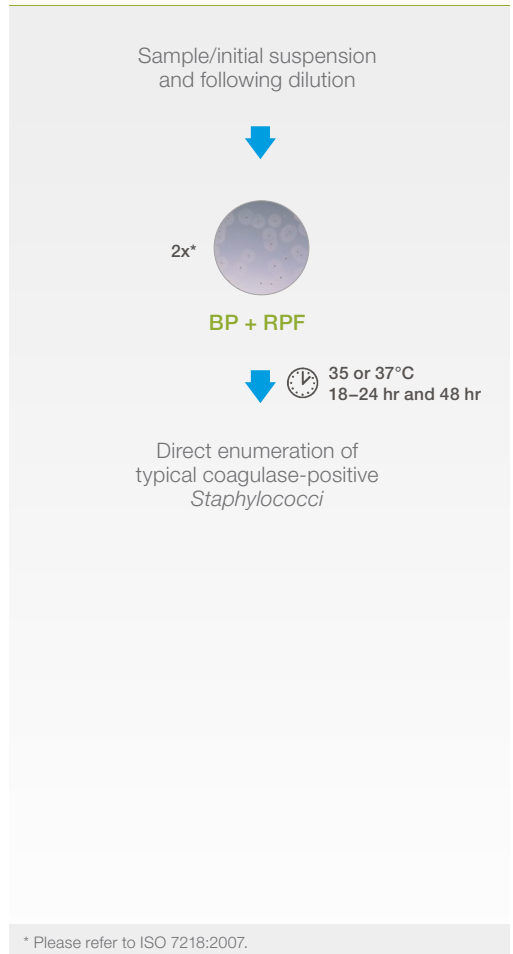 Sample/initial suspension
and following dilution
2x*
BP + RPF
35 or 37°C
18–24 hr and 48 hr
Direct enumeration of
typical coagulase-positive
Staphylococci
* Please refer to ISO 7218:2007.